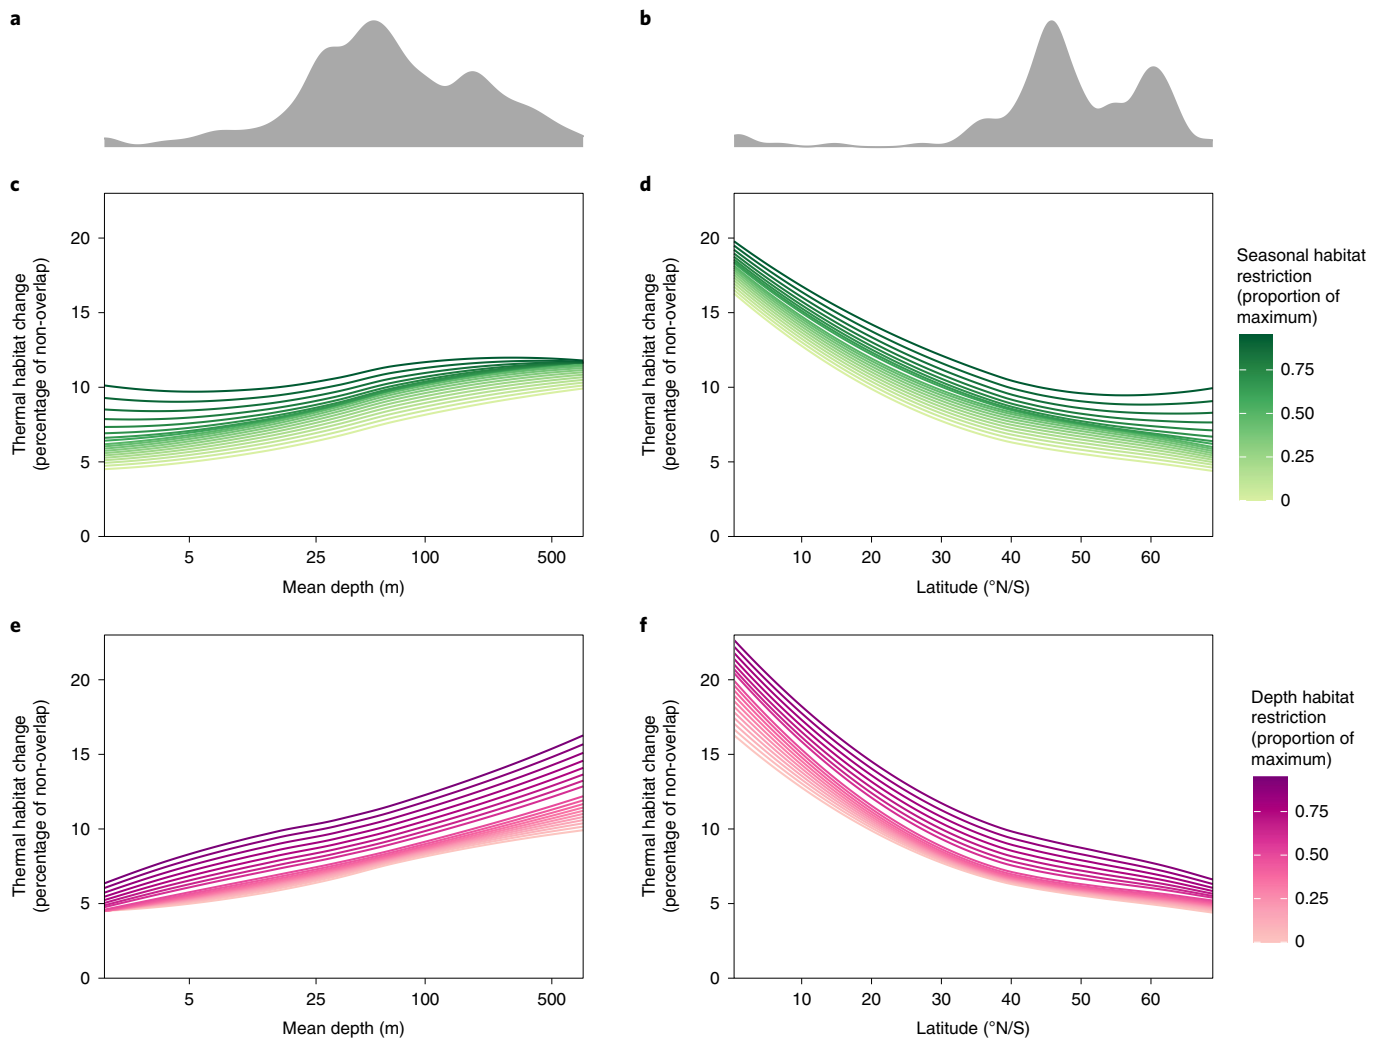 a
b
c
20
15
10
5
0
Thermal habitat change
(percentage of non-overlap)
5
25
100
500
Mean depth (m)
d
20
15
10
5
0
Thermal habitat change
(percentage of non-overlap)
10
20
30
40
50
60
Latitude (°N/S)
Seasonal habitat
restriction
(proportion of
maximum)
0.75
0.50
0.25
0
e
20
15
10
5
0
Thermal habitat change
(percentage of non-overlap)
5
25
100
500
Mean depth (m)
f
20
15
10
5
0
Thermal habitat change
(percentage of non-overlap)
10
20
30
40
50
60
Latitude (°N/S)
Depth habitat
restriction
(proportion of
maximum)
0.75
0.50
0.25
0